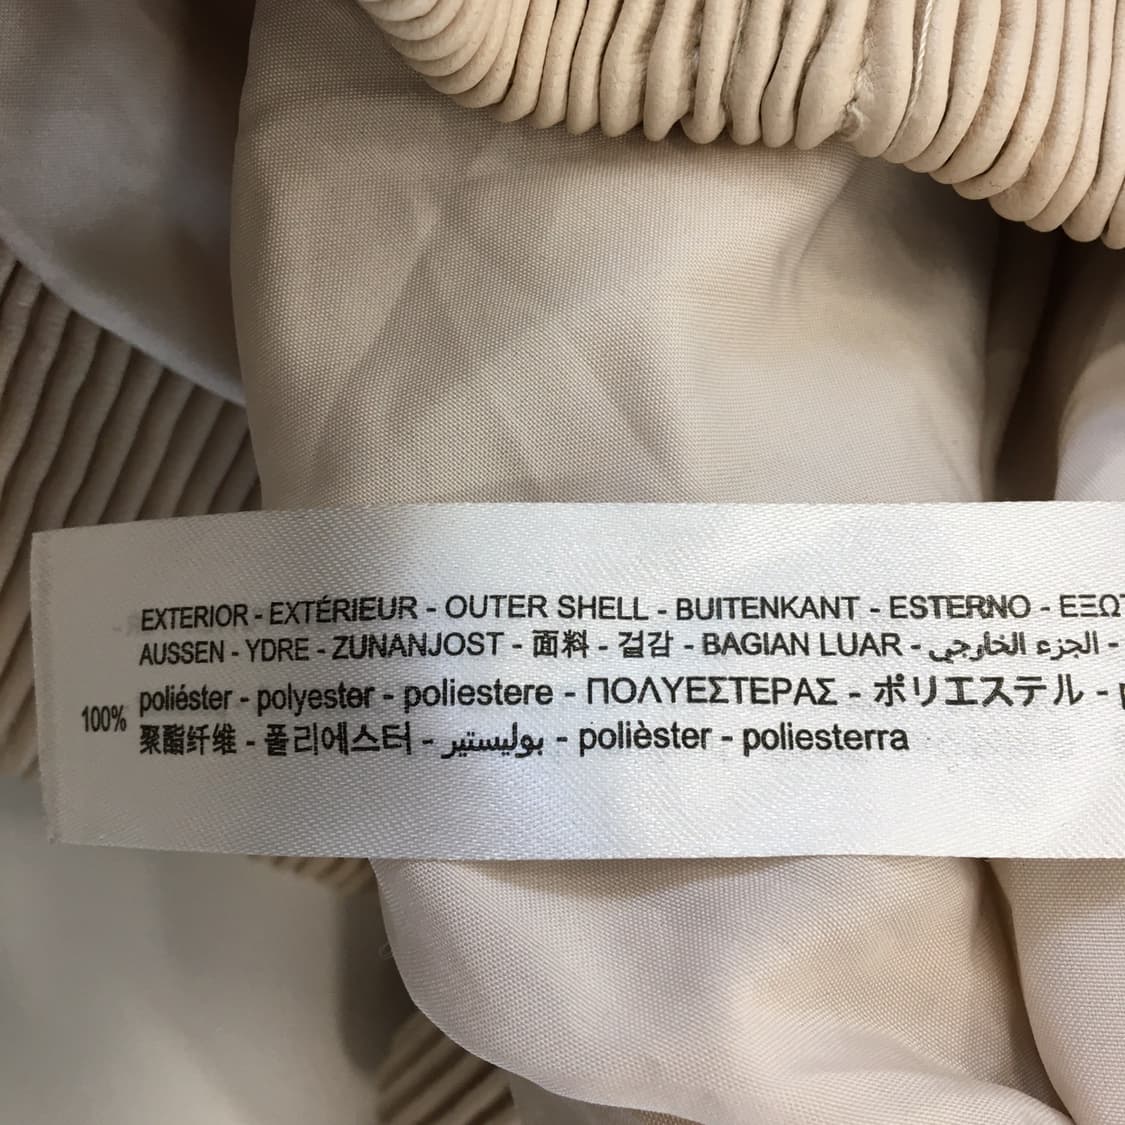 EXTERIOR - EXTÉRIEUR - OUTER SHELL - BUITENKANT - ESTERNO -
AUSSEN - YDRE - ZUNANJOST - 面料 - 겉감 - BAGIAN LUAR - الجزء الخارجي -
100% poliéster - polyester - poliestere - ΠΟΛΥΕΣΤΕΡΑΣ - ポリエステル -
聚酯纤维 - 폴리에스터 - بوليستير - polièster - poliesterra